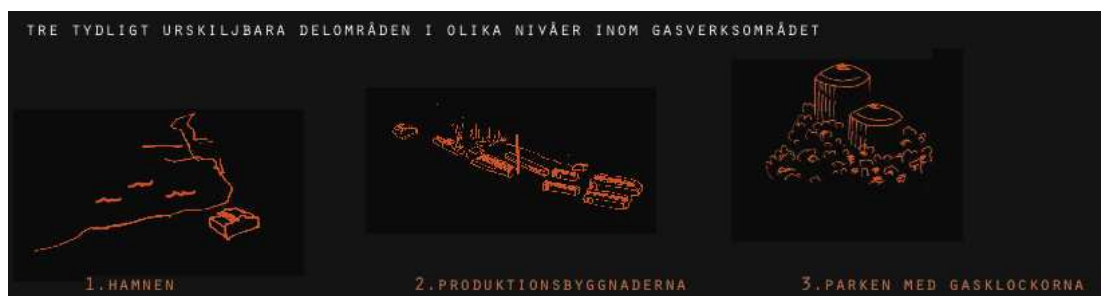 TRE TYDLIGT URSKILJBARA DELOMRÅDEN I OLIKA NIVÅER INOM GASVERKSOMRÅDET
1.HAMNEN
2.PRODUKTIONSBYGGNADERNA
3.PARKEN MED GASKLOCKORNA